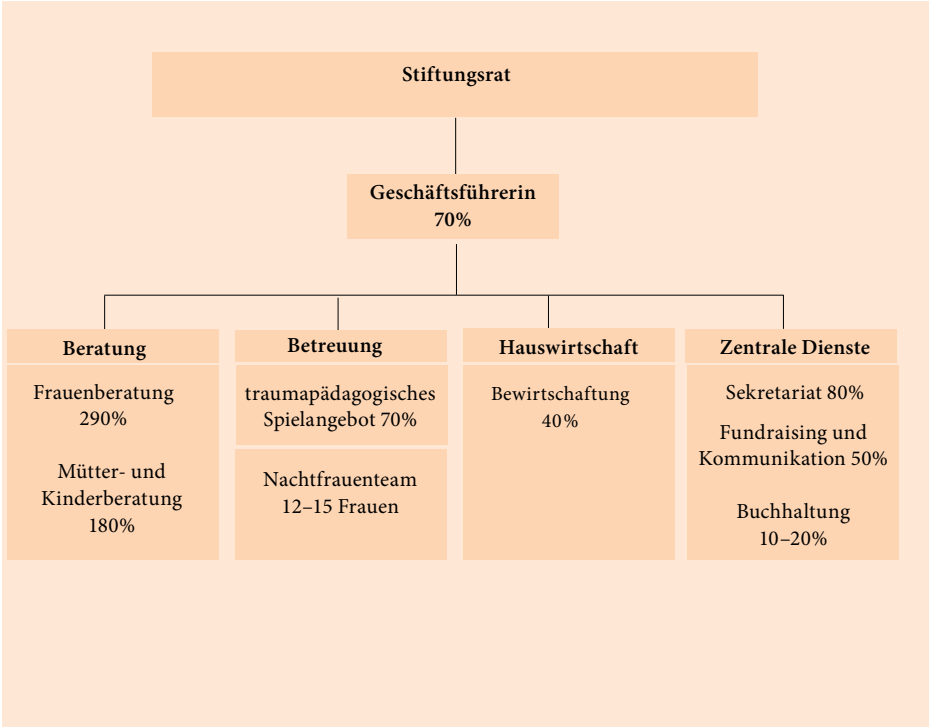 Stiftungsrat
Geschäftsführerin
70%
Beratung
Frauenberatung
290%
Mütter- und
Kinderberatung
180%
Betreuung
traumapädagogisches
Spielangebot 70%
Nachtfrauenteam
12–15 Frauen
Hauswirtschaft
Bewirtschaftung
40%
Zentrale Dienste
Sekretariat 80%
Fundraising und
Kommunikation 50%
Buchhaltung
10–20%